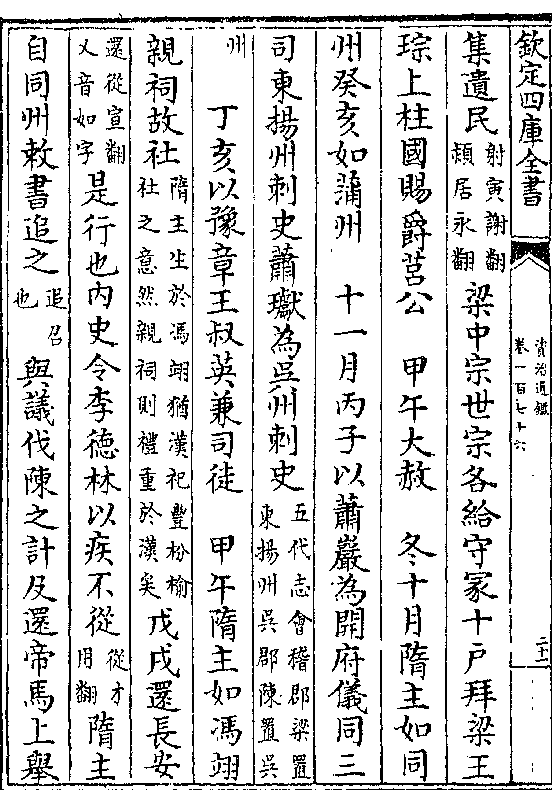 欽定四庫全書
資治通鑑
卷一百七十六
集遺民射寅謝翻頴居永翻梁中宗世宗各給守冢十户拜梁王
琮上柱國賜爵莒公 甲午大赦 冬十月隋主如同
州癸亥如蒲州 十一月丙子以蕭巖為開府儀同三
司東揚州刺史蕭瓛為吳州刺史五代志會稽郡梁置東揚州吳郡陳置吳
州 丁亥以豫章王叔英兼司徒 甲午隋主如馮翊
親祠故社隋主生於馮翊猶漢祀豐枌榆社之意然親祠則禮重於漢矣戊戌還長安
還從宣翻又音如字是行也內史令李德林以疾不從從才用翻隋主
自同州敕書追之追召也與議伐陳之計及還帝馬上舉